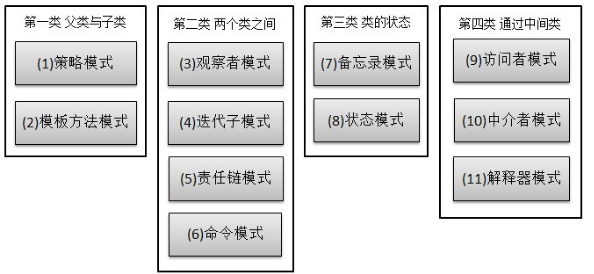 第一类 父类与子类
(1)策略模式
(2)模板方法模式
第二类 两个类之间
(3)观察者模式
(4)迭代子模式
(5)责任链模式
(6)命令模式
第三类 类的状态
(7)备忘录模式
(8)状态模式
第四类 通过中间类
(9)访问者模式
(10)中介者模式
(11)解释器模式